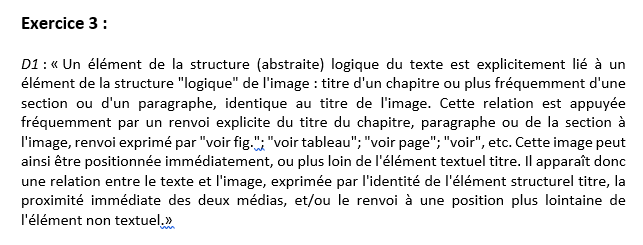 Exercice 3 :
D1 : « Un élément de la structure (abstraite) logique du texte est explicitement lié à un
élément de la structure "logique" de l'image : titre d'un chapitre ou plus fréquemment d'une
section ou d'un paragraphe, identique au titre de l'image. Cette relation est appuyée
fréquemment par un renvoi explicite du titre du chapitre, paragraphe ou de la section à
l'image, renvoi exprimé par "voir fig."; "voir tableau"; "voir page"; "voir", etc. Cette image peut
ainsi être positionnée immédiatement, ou plus loin de l'élément textuel titre. Il apparaît donc
une relation entre le texte et l'image, exprimée par l'identité de l'élément structurel titre, la
proximité immédiate des deux médias, et/ou le renvoi à une position plus lointaine de
l'élément non textuel.»